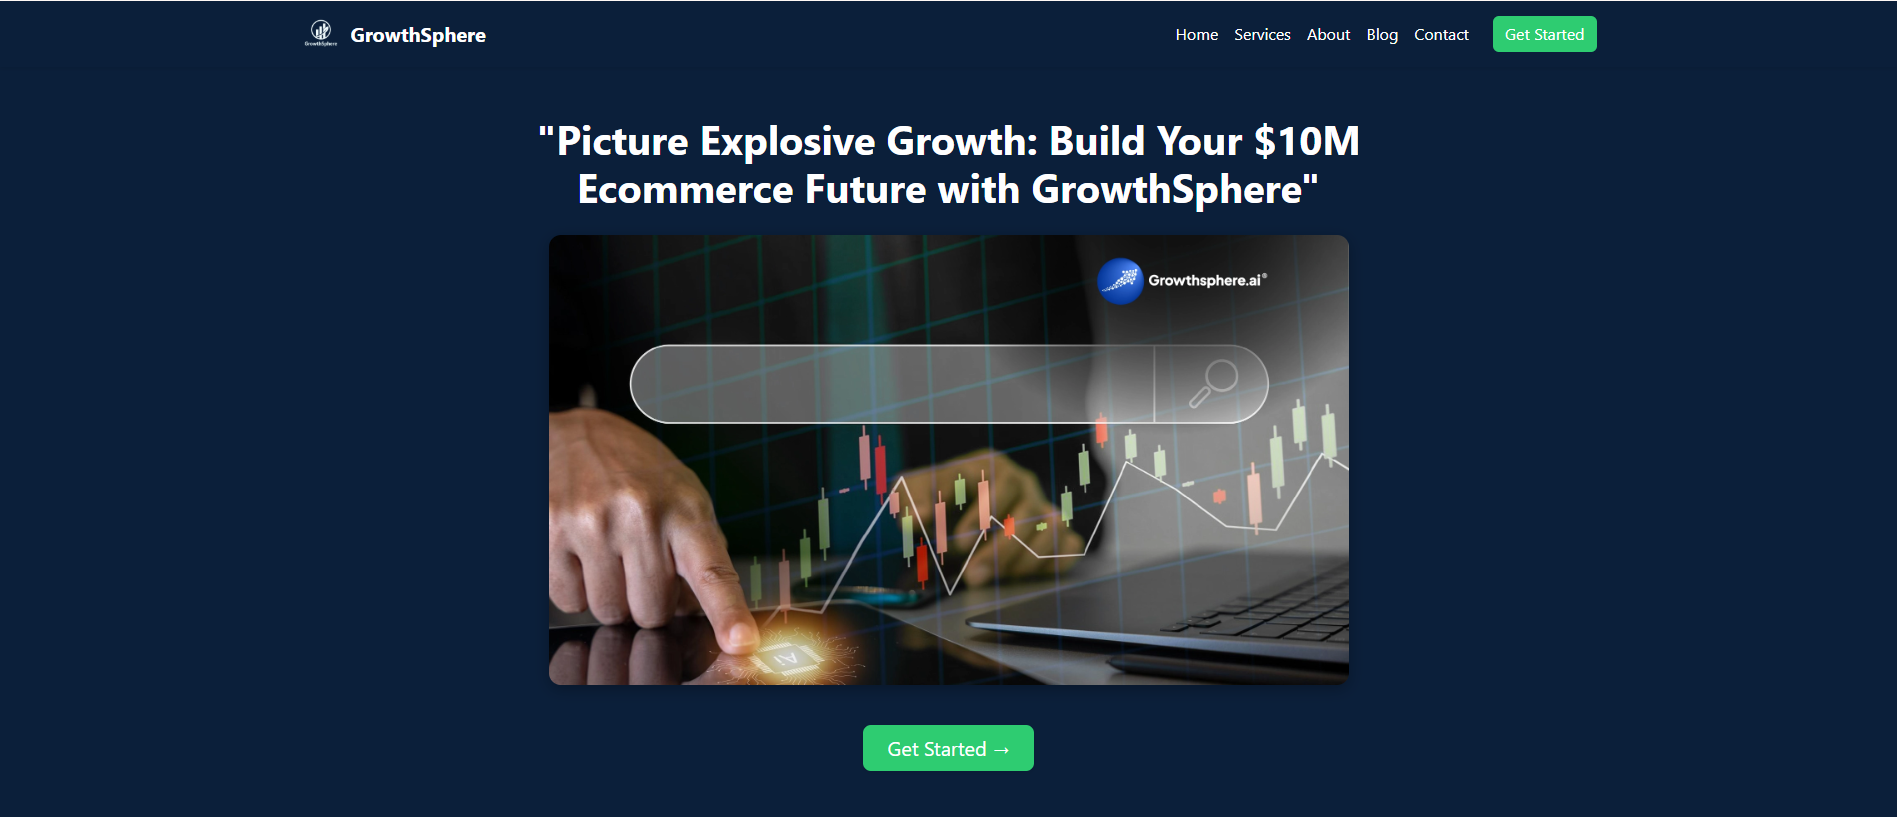 GrowthSphere
GrowthSphere
Home Services About Blog Contact Get Started
"Picture Explosive Growth: Build Your $10M
Ecommerce Future with GrowthSphere"
Growthsphere.ai®
Ai
Get Started →